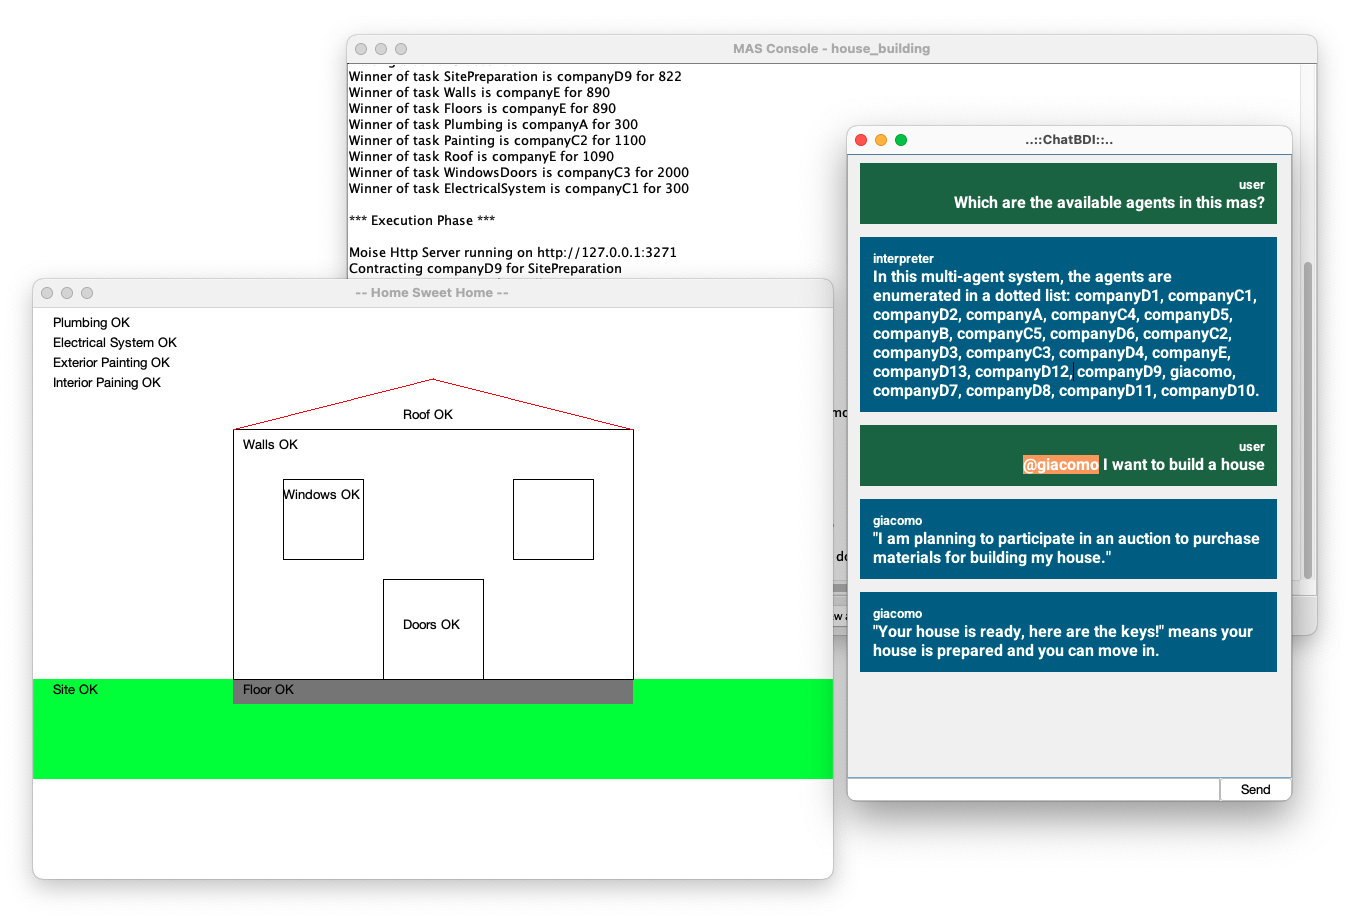 MAS Console - house_building
Winner of task SitePreparation is companyD9 for 822
Winner of task Walls is companyE for 890
Winner of task Floors is companyE for 890
Winner of task Plumbing is companyA for 300
Winner of task Painting is companyC2 for 1100
Winner of task Roof is companyE for 1090
Winner of task WindowsDoors is companyC3 for 2000
Winner of task ElectricalSystem is companyC1 for 300
*** Execution Phase ***
Moise Http Server running on http://127.0.0.1:3271
Contracting companyD9 for SitePreparation
-- Home Sweet Home --
Plumbing OK
Electrical System OK
Exterior Painting OK
Interior Paining OK
Roof OK
Walls OK
Windows OK
Doors OK
Site OK
Floor OK
..::ChatBDI::..
user
Which are the available agents in this mas?
interpreter
In this multi-agent system, the agents are
enumerated in a dotted list: companyD1, companyC1,
companyD2, companyA, companyC4, companyD5,
companyB, companyC5, companyD6, companyC2,
companyD3, companyC3, companyD4, companyE,
companyD13, companyD12, companyD9, giacomo,
companyD7, companyD8, companyD11, companyD10.
user
@giacomo I want to build a house
giacomo
"I am planning to participate in an auction to purchase
materials for building my house."
giacomo
"Your house is ready, here are the keys!" means your
house is prepared and you can move in.
Send